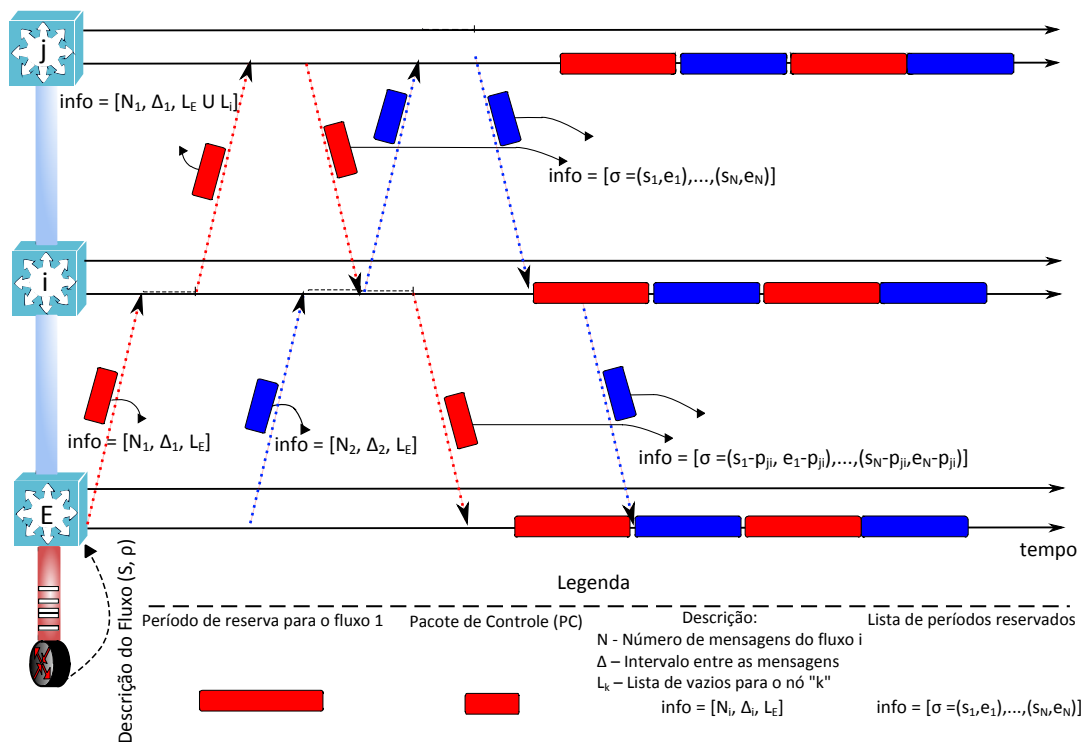 j
info = [N₁, Δ₁, L_E U L_i]
info = [σ =(s₁,e₁),...,(s_N,e_N)]
i
info = [N₁, Δ₁, L_E]
info = [N₂, Δ₂, L_E]
info = [σ =(s₁-p_ji, e₁-p_ji),...,(s_N-p_ji,e_N-p_ji)]
E
tempo
Descrição do Fluxo (S, ρ)
Legenda
Período de reserva para o fluxo 1
Pacote de Controle (PC)
Descrição:
N - Número de mensagens do fluxo i
Δ – Intervalo entre as mensagens
L_k – Lista de vazios para o nó "k"
info = [N_i, Δ_i, L_E]
Lista de períodos reservados
info = [σ =(s₁,e₁),...,(s_N,e_N)]